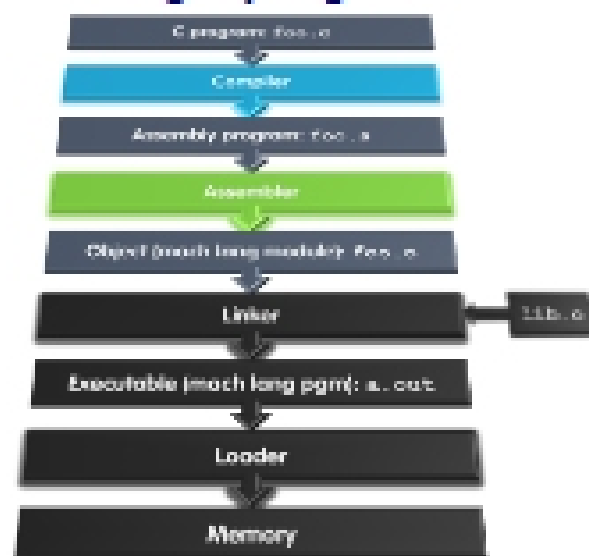 C program: foo.c
Compiler
Assembly program: foo.s
Assembler
Object (mach lang module): foo.o
Linker
lib.o
Executable (mach lang pgm): a.out
Loader
Memory